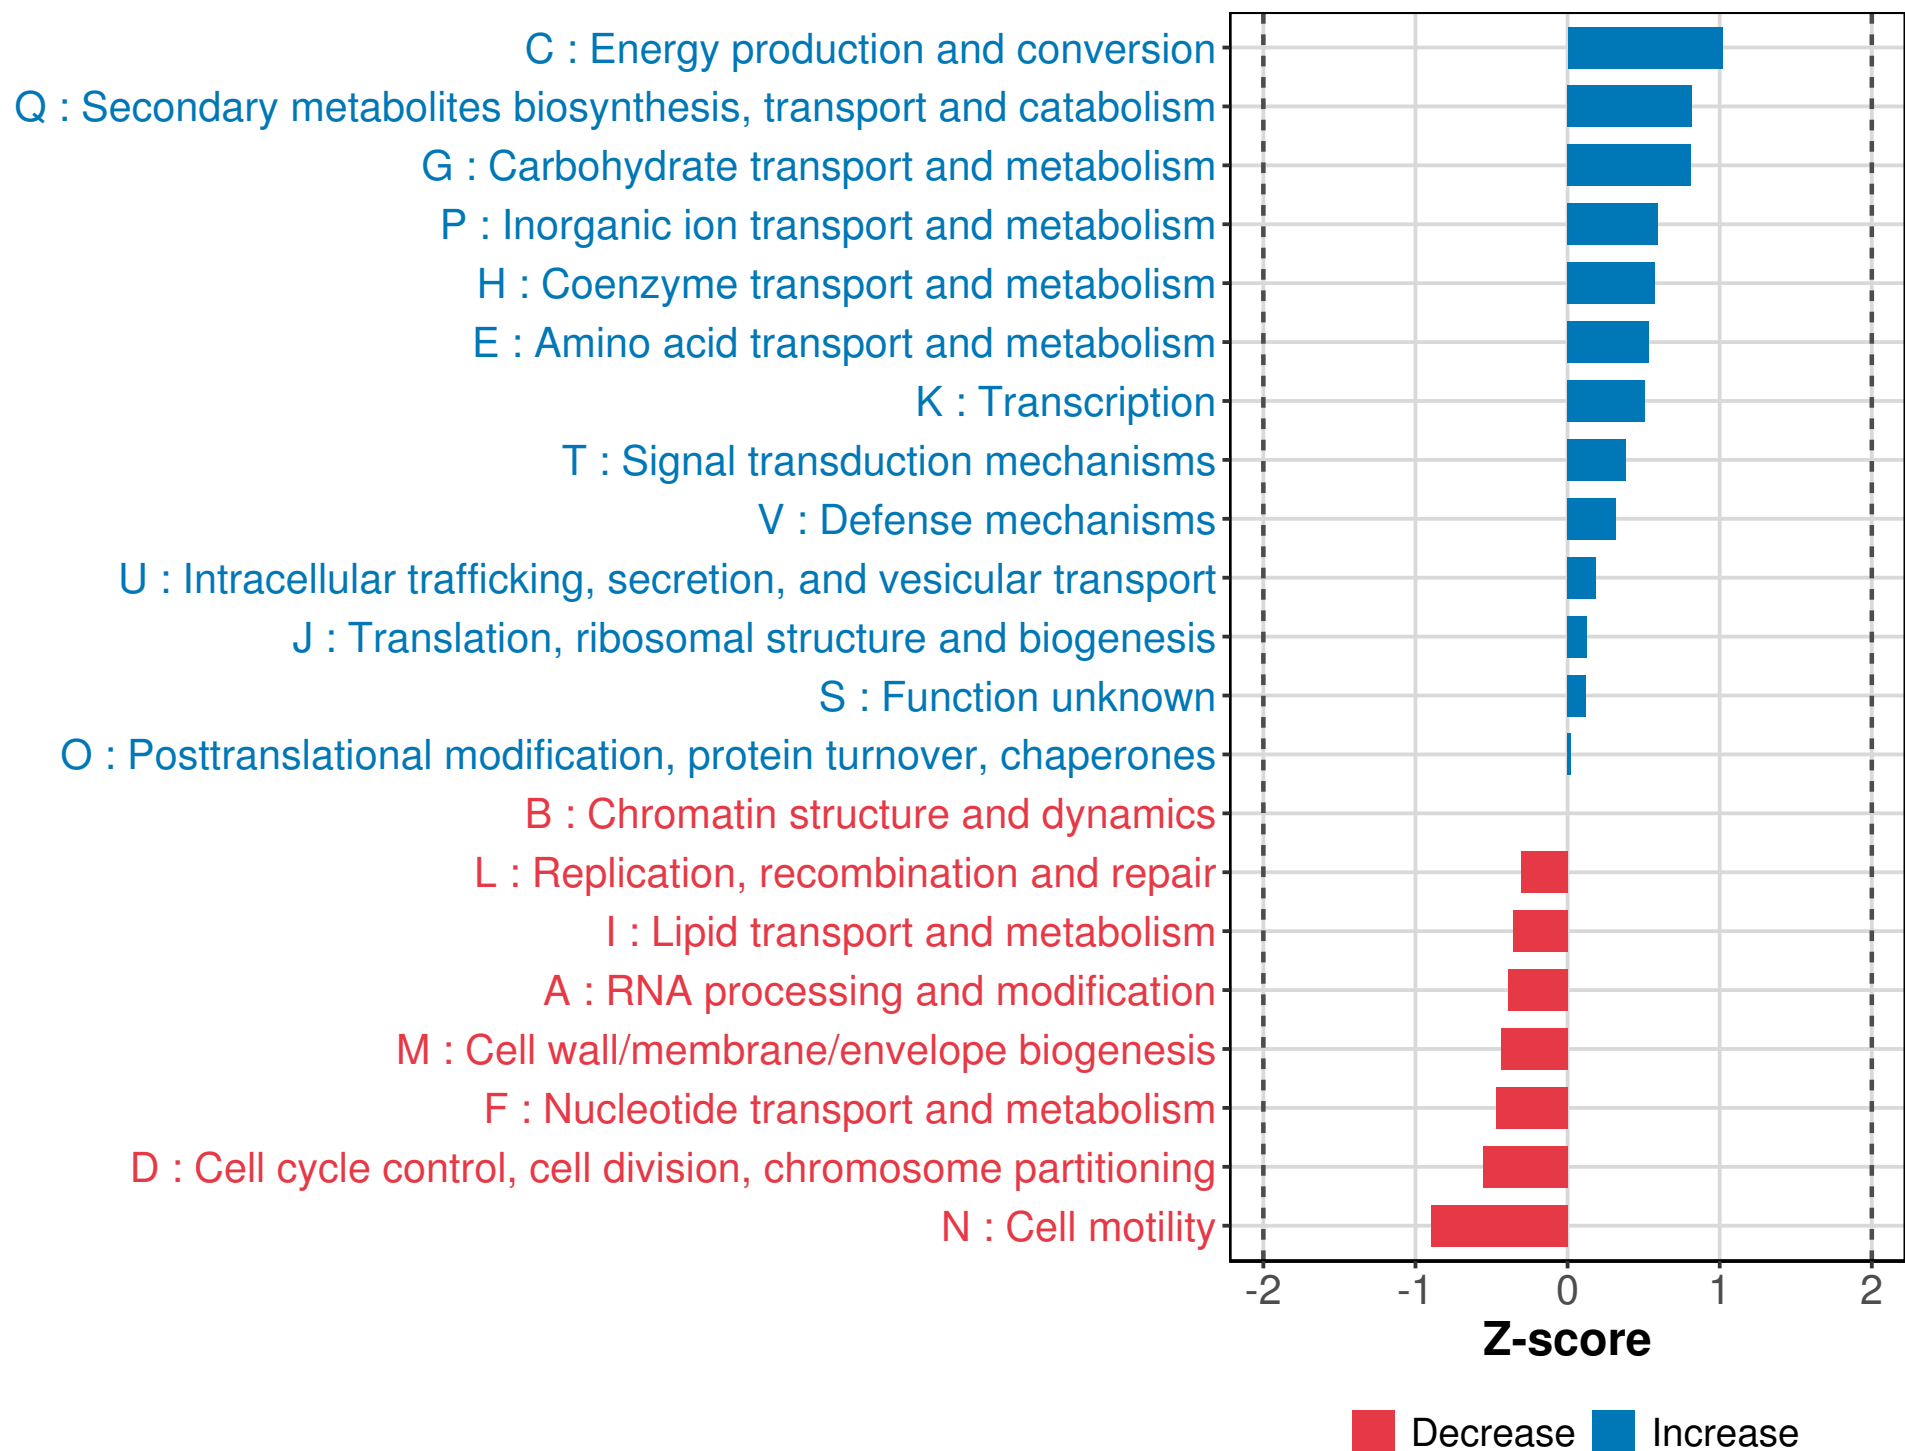 C : Energy production and conversion
Q : Secondary metabolites biosynthesis, transport and catabolism
G : Carbohydrate transport and metabolism
P : Inorganic ion transport and metabolism
H : Coenzyme transport and metabolism
E : Amino acid transport and metabolism
K : Transcription
T : Signal transduction mechanisms
V : Defense mechanisms
U : Intracellular trafficking, secretion, and vesicular transport
J : Translation, ribosomal structure and biogenesis
S : Function unknown
O : Posttranslational modification, protein turnover, chaperones
B : Chromatin structure and dynamics
L : Replication, recombination and repair
I : Lipid transport and metabolism
A : RNA processing and modification
M : Cell wall/membrane/envelope biogenesis
F : Nucleotide transport and metabolism
D : Cell cycle control, cell division, chromosome partitioning
N : Cell motility
-2 -1 0 1 2
Z-score
Decrease Increase